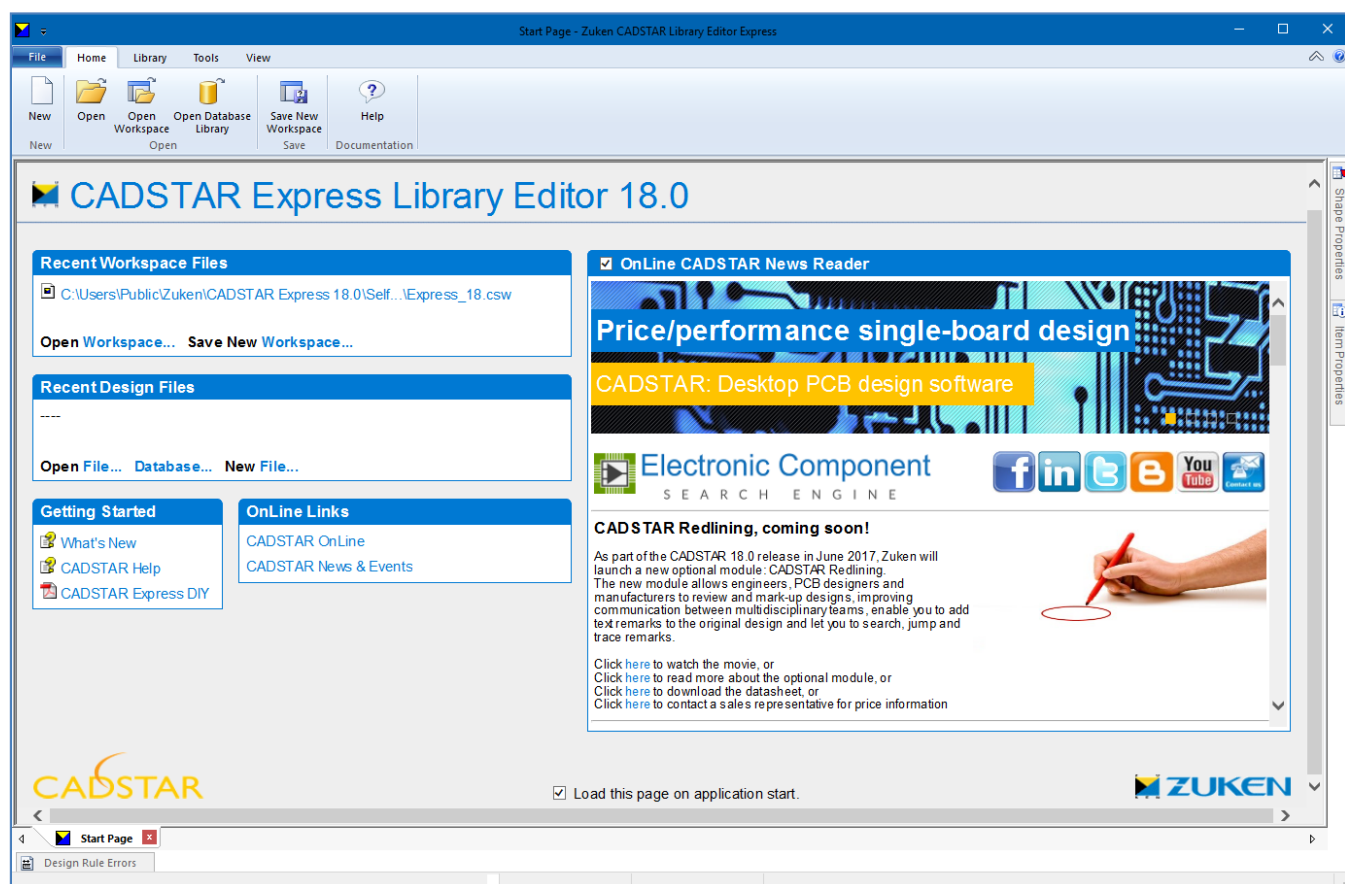 Start Page - Zuken CADSTAR Library Editor Express
File Home Library Tools View
New Open Open Workspace Open Database Library Save New Workspace Help
New Open Save Documentation
CADSTAR Express Library Editor 18.0
Recent Workspace Files
C:\Users\Public\Zuken\CADSTAR Express 18.0\Self...\Express_18.csw
Open Workspace... Save New Workspace...
Recent Design Files
----
Open File... Database... New File...
Getting Started
What's New
CADSTAR Help
CADSTAR Express DIY
OnLine Links
CADSTAR OnLine
CADSTAR News & Events
OnLine CADSTAR News Reader
Price/performance single-board design
CADSTAR: Desktop PCB design software
Electronic Component
SEARCH ENGINE
f in t B You Tube Contact us
CADSTAR Redlining, coming soon!
As part of the CADSTAR 18.0 release in June 2017, Zuken will
launch a new optional module: CADSTAR Redlining.
The new module allows engineers, PCB designers and
manufacturers to review and mark-up designs, improving
communication between multidisciplinary teams, enable you to add
text remarks to the original design and let you to search, jump and
trace remarks.
Click here to watch the movie, or
Click here to read more about the optional module, or
Click here to download the datasheet, or
Click here to contact a sales representative for price information
CADSTAR
Load this page on application start.
ZUKEN
Shape Properties
Item Properties
Start Page
Design Rule Errors